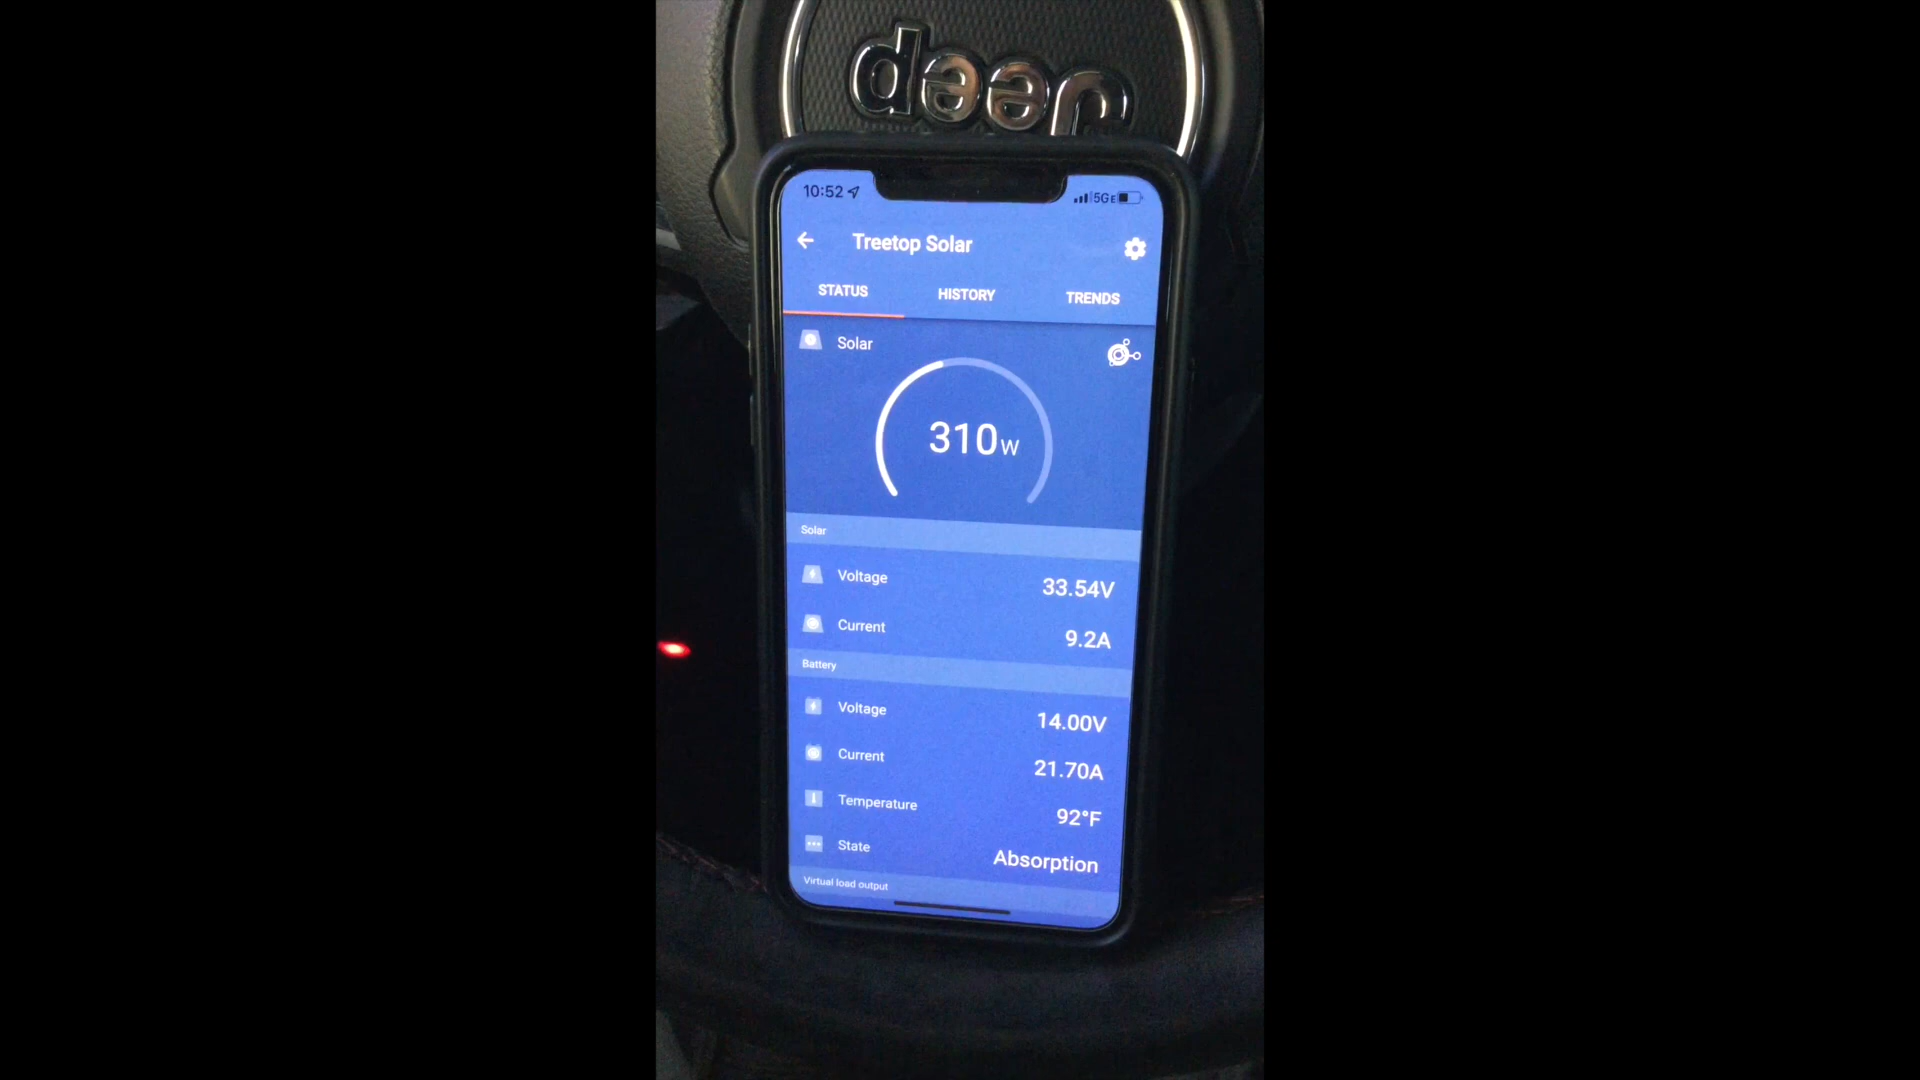 Jeep
10:52 5GE
Treetop Solar
STATUS HISTORY TRENDS
Solar
310W
Solar
Voltage 33.54V
Current 9.2A
Battery
Voltage 14.00V
Current 21.70A
Temperature 92°F
State Absorption
Virtual load output